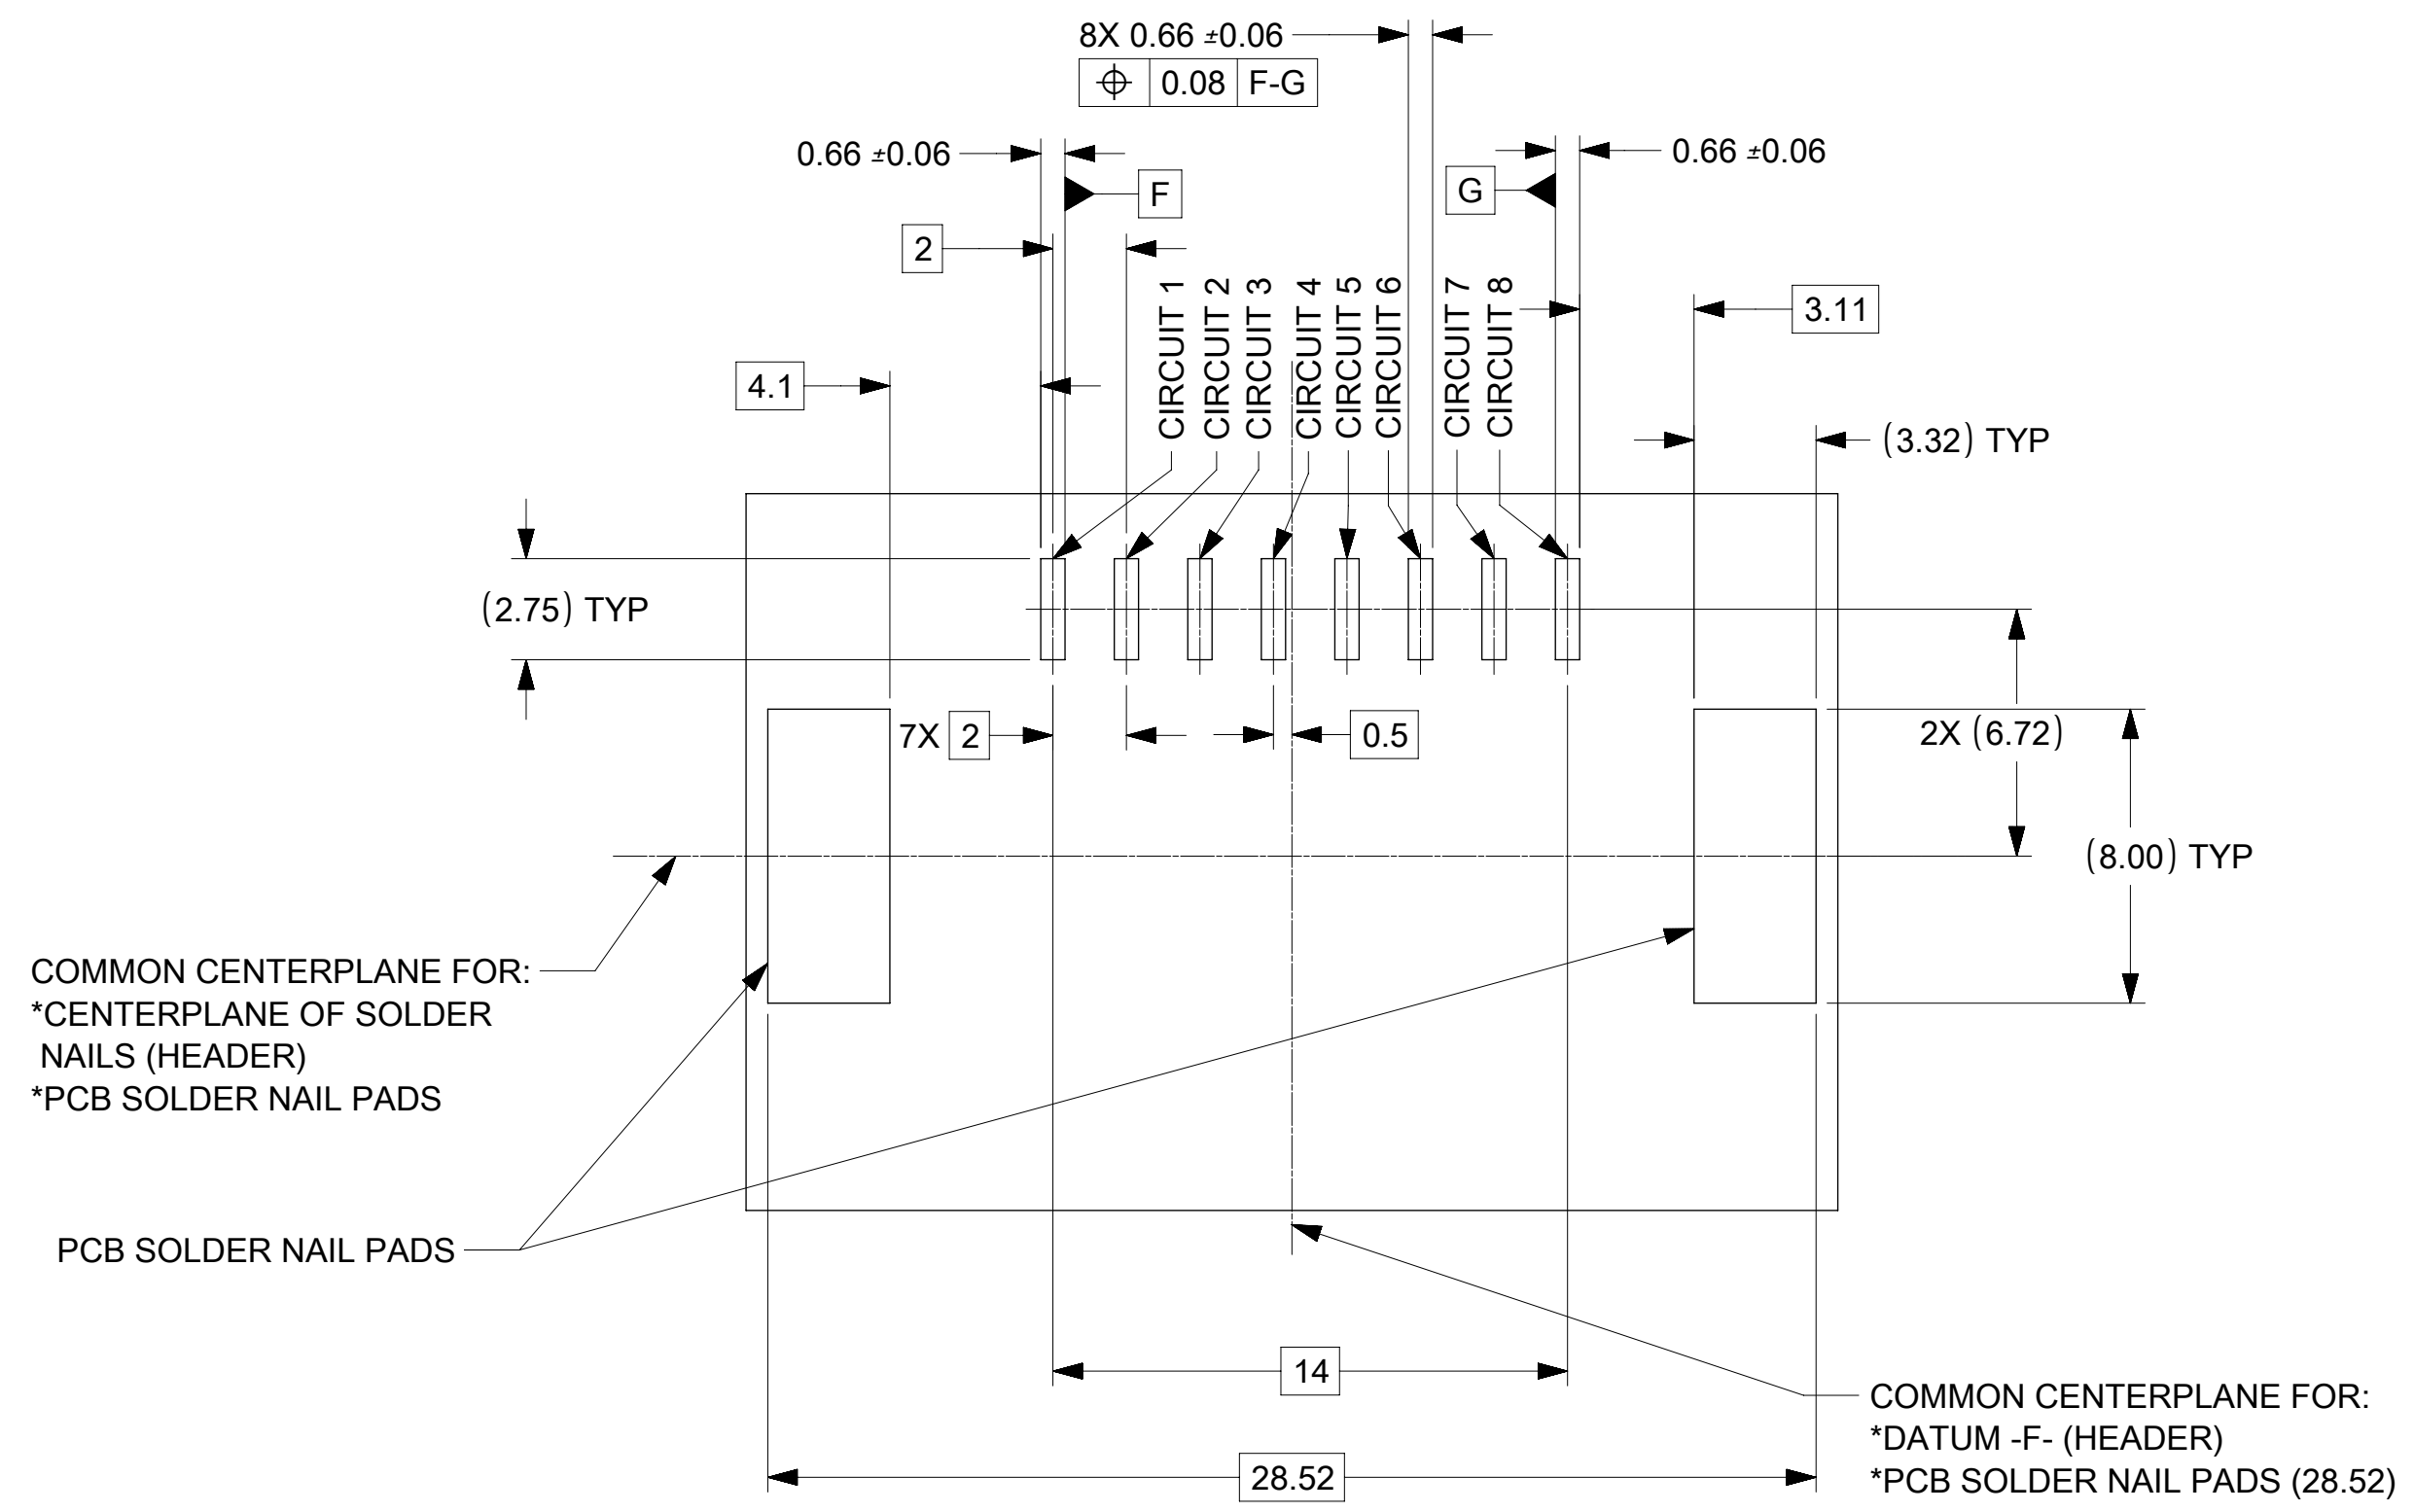 8X 0.66 ±0.06
⌖ 0.08 F-G
0.66 ±0.06
0.66 ±0.06
F
G
2
CIRCUIT 1
CIRCUIT 2
CIRCUIT 3
CIRCUIT 4
CIRCUIT 5
CIRCUIT 6
CIRCUIT 7
CIRCUIT 8
3.11
4.1
(3.32) TYP
(2.75) TYP
7X 2
0.5
2X (6.72)
(8.00) TYP
COMMON CENTERPLANE FOR:
*CENTERPLANE OF SOLDER
NAILS (HEADER)
*PCB SOLDER NAIL PADS
PCB SOLDER NAIL PADS
14
COMMON CENTERPLANE FOR:
*DATUM -F- (HEADER)
*PCB SOLDER NAIL PADS (28.52)
28.52